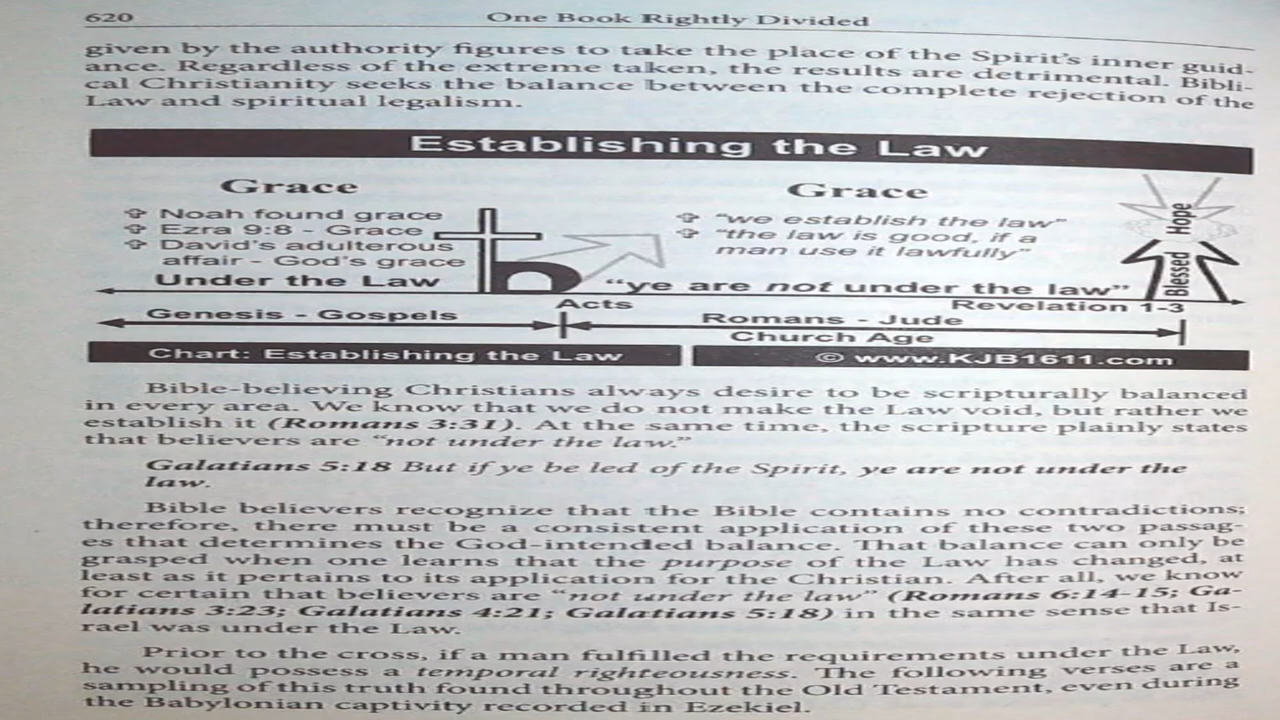 620
One Book Rightly Divided
given by the authority figures to take the place of the Spirit's inner guid-
ance. Regardless of the extreme taken, the results are detrimental. Bibli-
cal Christianity seeks the balance between the complete rejection of the
Law and spiritual legalism.
Establishing the Law
Grace
✞ Noah found grace
✞ Ezra 9:8 - Grace
✞ David's adulterous
affair - God's grace
Under the Law
Grace
✞ "we establish the law"
✞ "the law is good, if a
man use it lawfully"
"ye are not under the law"
Blessed Hope
Acts
Revelation 1-3
Genesis - Gospels
Romans - Jude
Church Age
Chart: Establishing the Law
© www.KJB1611.com
Bible-believing Christians always desire to be scripturally balanced
in every area. We know that we do not make the Law void, but rather we
establish it (Romans 3:31). At the same time, the scripture plainly states
that believers are "not under the law."
Galatians 5:18 But if ye be led of the Spirit, ye are not under the
law.
Bible believers recognize that the Bible contains no contradictions;
therefore, there must be a consistent application of these two passag-
es that determines the God-intended balance. That balance can only be
grasped when one learns that the purpose of the Law has changed, at
least as it pertains to its application for the Christian. After all, we know
for certain that believers are "not under the law" (Romans 6:14-15; Ga-
latians 3:23; Galatians 4:21; Galatians 5:18) in the same sense that Is-
rael was under the Law.
Prior to the cross, if a man fulfilled the requirements under the Law,
he would possess a temporal righteousness. The following verses are a
sampling of this truth found throughout the Old Testament, even during
the Babylonian captivity recorded in Ezekiel.